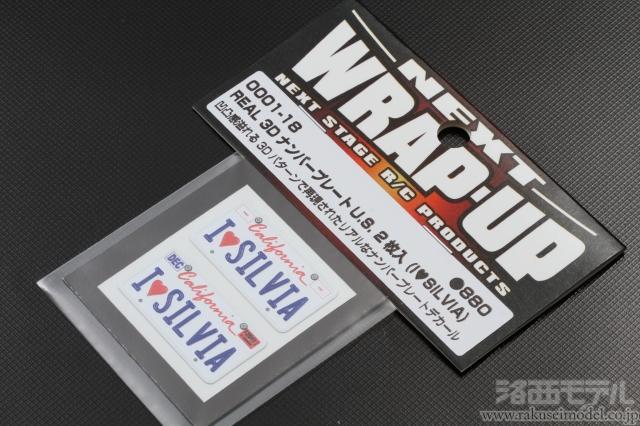 NEXT
WRAP-UP
NEXT STAGE R/C PRODUCTS
0001-18
REAL 3DナンバープレートU.S. 2枚入 (I♥SILVIA) ●880
凹凸感溢れる3Dパターンで再現されたリアルなナンバープレートデカール
California
I♥SILVIA
DEC California
I♥SILVIA
洛西モデル
www.rakuseimodel.co.jp